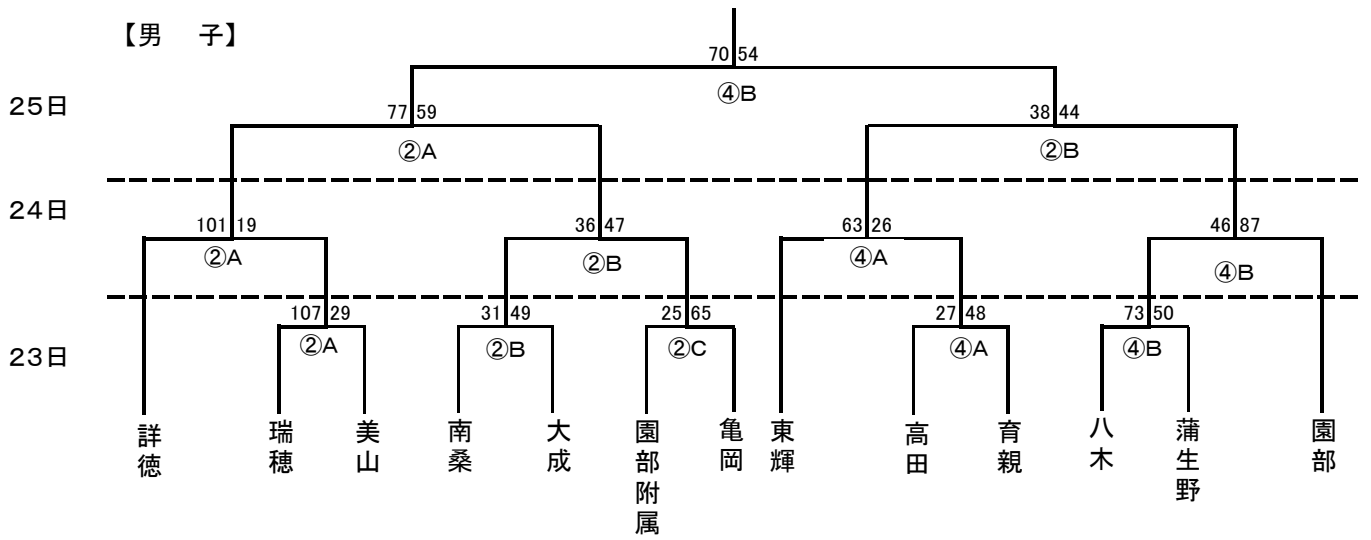 【男 子】
70 54
④B
25日
77 59
38 44
②A
②B
24日
101 19
36 47
63 26
46 87
②A
②B
④A
④B
107 29
31 49
25 65
27 48
73 50
②A
②B
②C
④A
④B
23日
詳徳
瑞穂
美山
南桑
大成
園部附属
亀岡
東輝
高田
育親
八木
蒲生野
園部